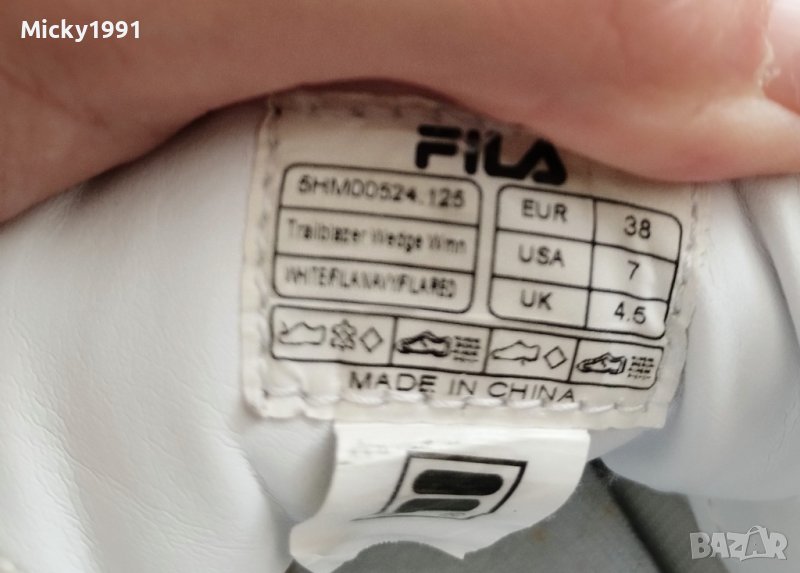 Micky1991
FILA
5HM00524.125
Trailblazer Wedge Wmn
WHITE/FILANAVY/FILARED
EUR 38
USA 7
UK 4.5
MADE IN CHINA
BAZAR